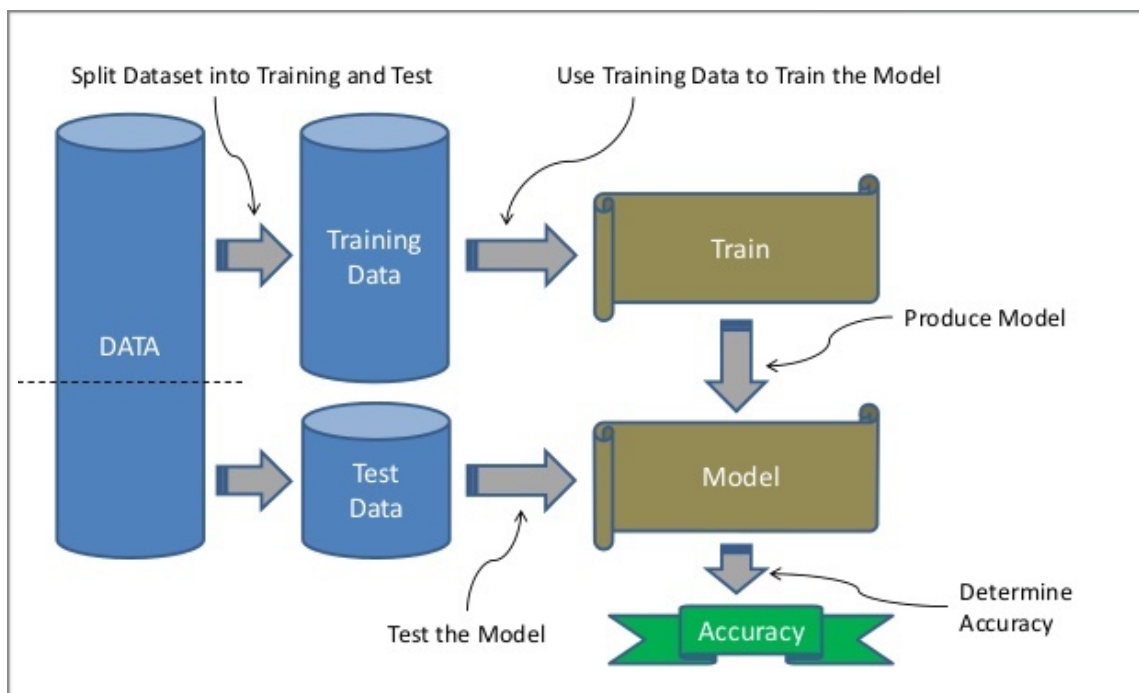 Split Dataset into Training and Test
Use Training Data to Train the Model
Training
Data
Train
DATA
Produce Model
Test
Data
Model
Test the Model
Determine
Accuracy
Accuracy